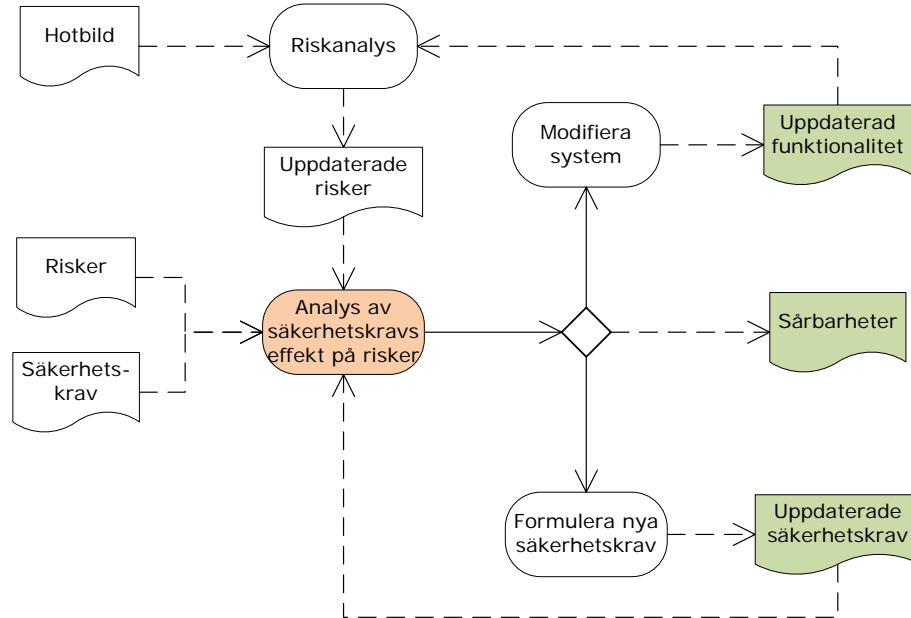 Hotbild
Riskanalys
Modifiera
system
Uppdaterad
funktionalitet
Uppdaterade
risker
Risker
Analys av
säkerhetskravs
effekt på risker
Sårbarheter
Säkerhets-
krav
Formulera nya
säkerhetskrav
Uppdaterade
säkerhetskrav